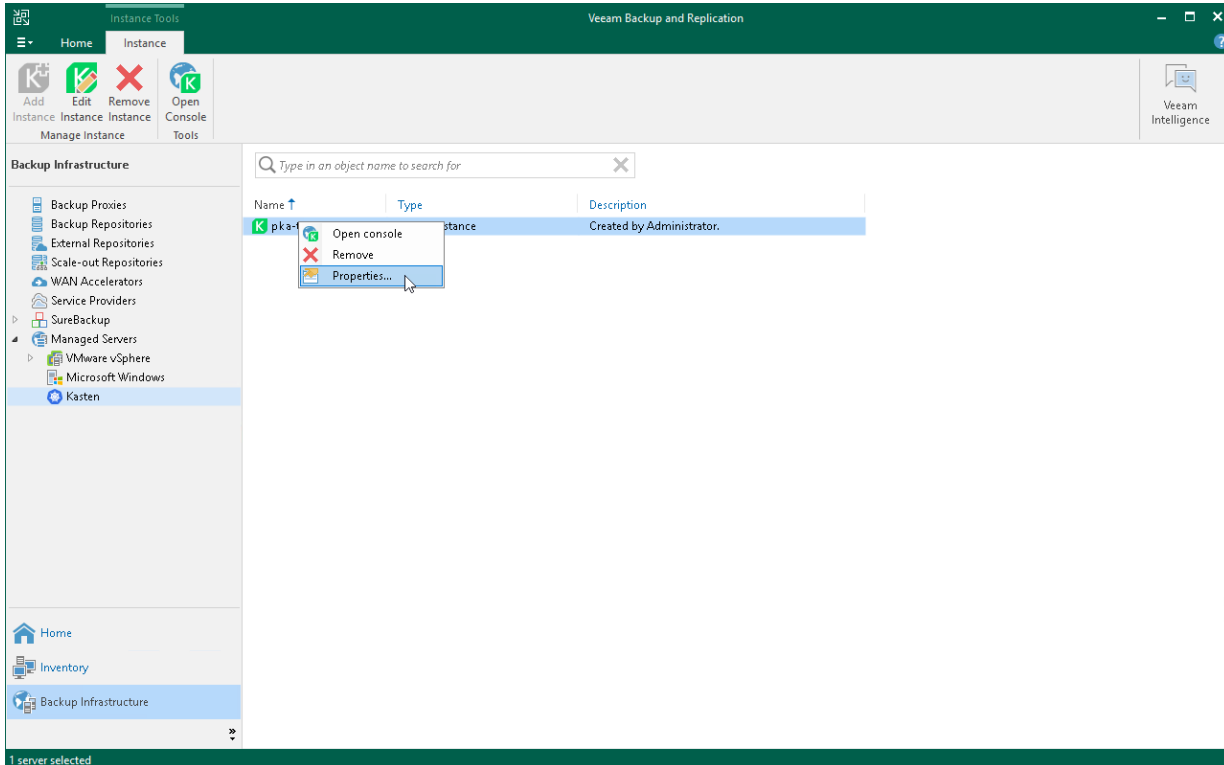 Instance Tools
Veeam Backup and Replication
Home Instance
Add Instance
Edit Instance
Remove Instance
Open Console
Manage Instance
Tools
Veeam Intelligence
Backup Infrastructure
Type in an object name to search for
Name Type Description
pka- stance Created by Administrator.
Open console
Remove
Properties...
Backup Proxies
Backup Repositories
External Repositories
Scale-out Repositories
WAN Accelerators
Service Providers
SureBackup
Managed Servers
VMware vSphere
Microsoft Windows
Kasten
Home
Inventory
Backup Infrastructure
1 server selected